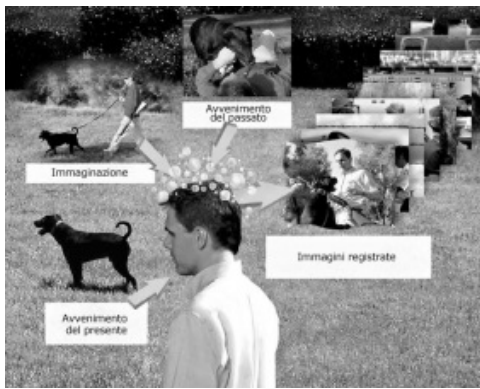 Avvenimento
del passato
Immaginazione
Immagini registrate
Avvenimento
del presente